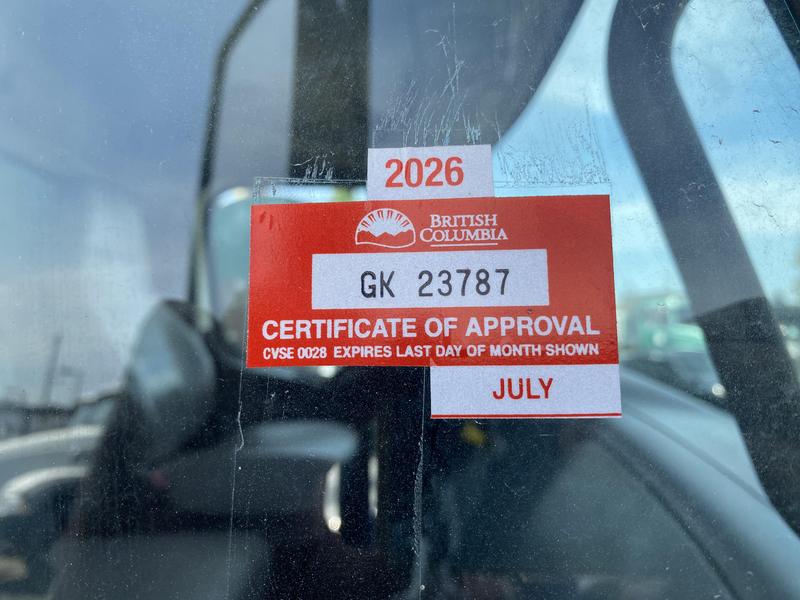 2026
BRITISH
COLUMBIA
GK 23787
CERTIFICATE OF APPROVAL
CVSE 0028 EXPIRES LAST DAY OF MONTH SHOWN
JULY